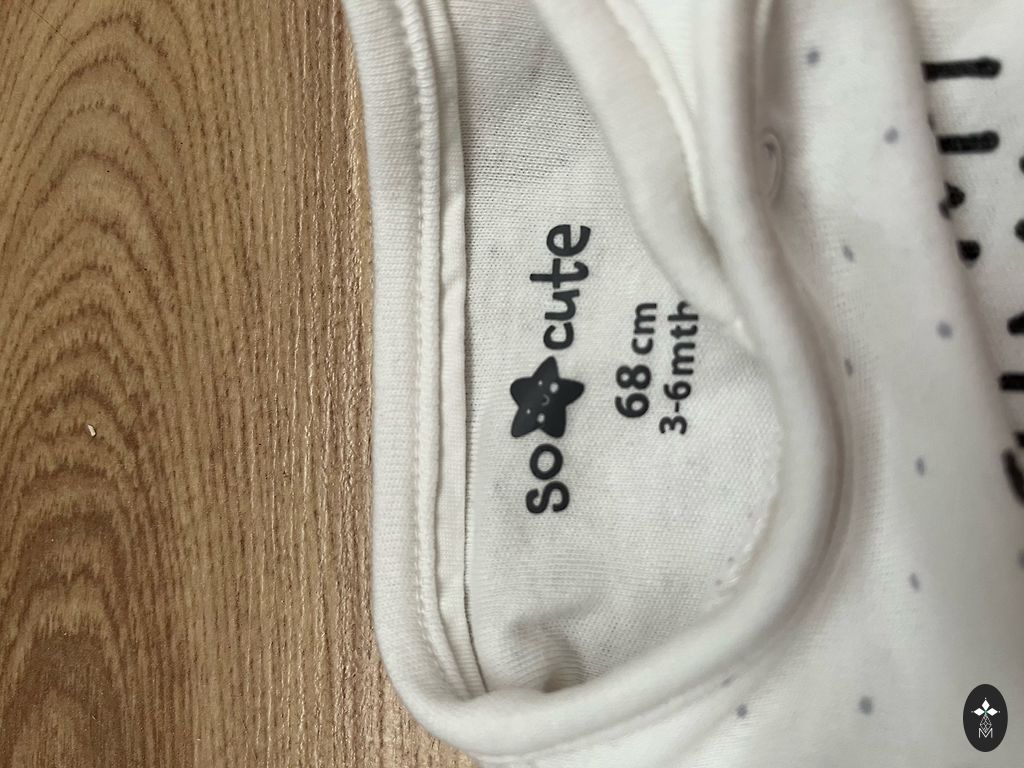 so cute
68 cm
3-6 mth